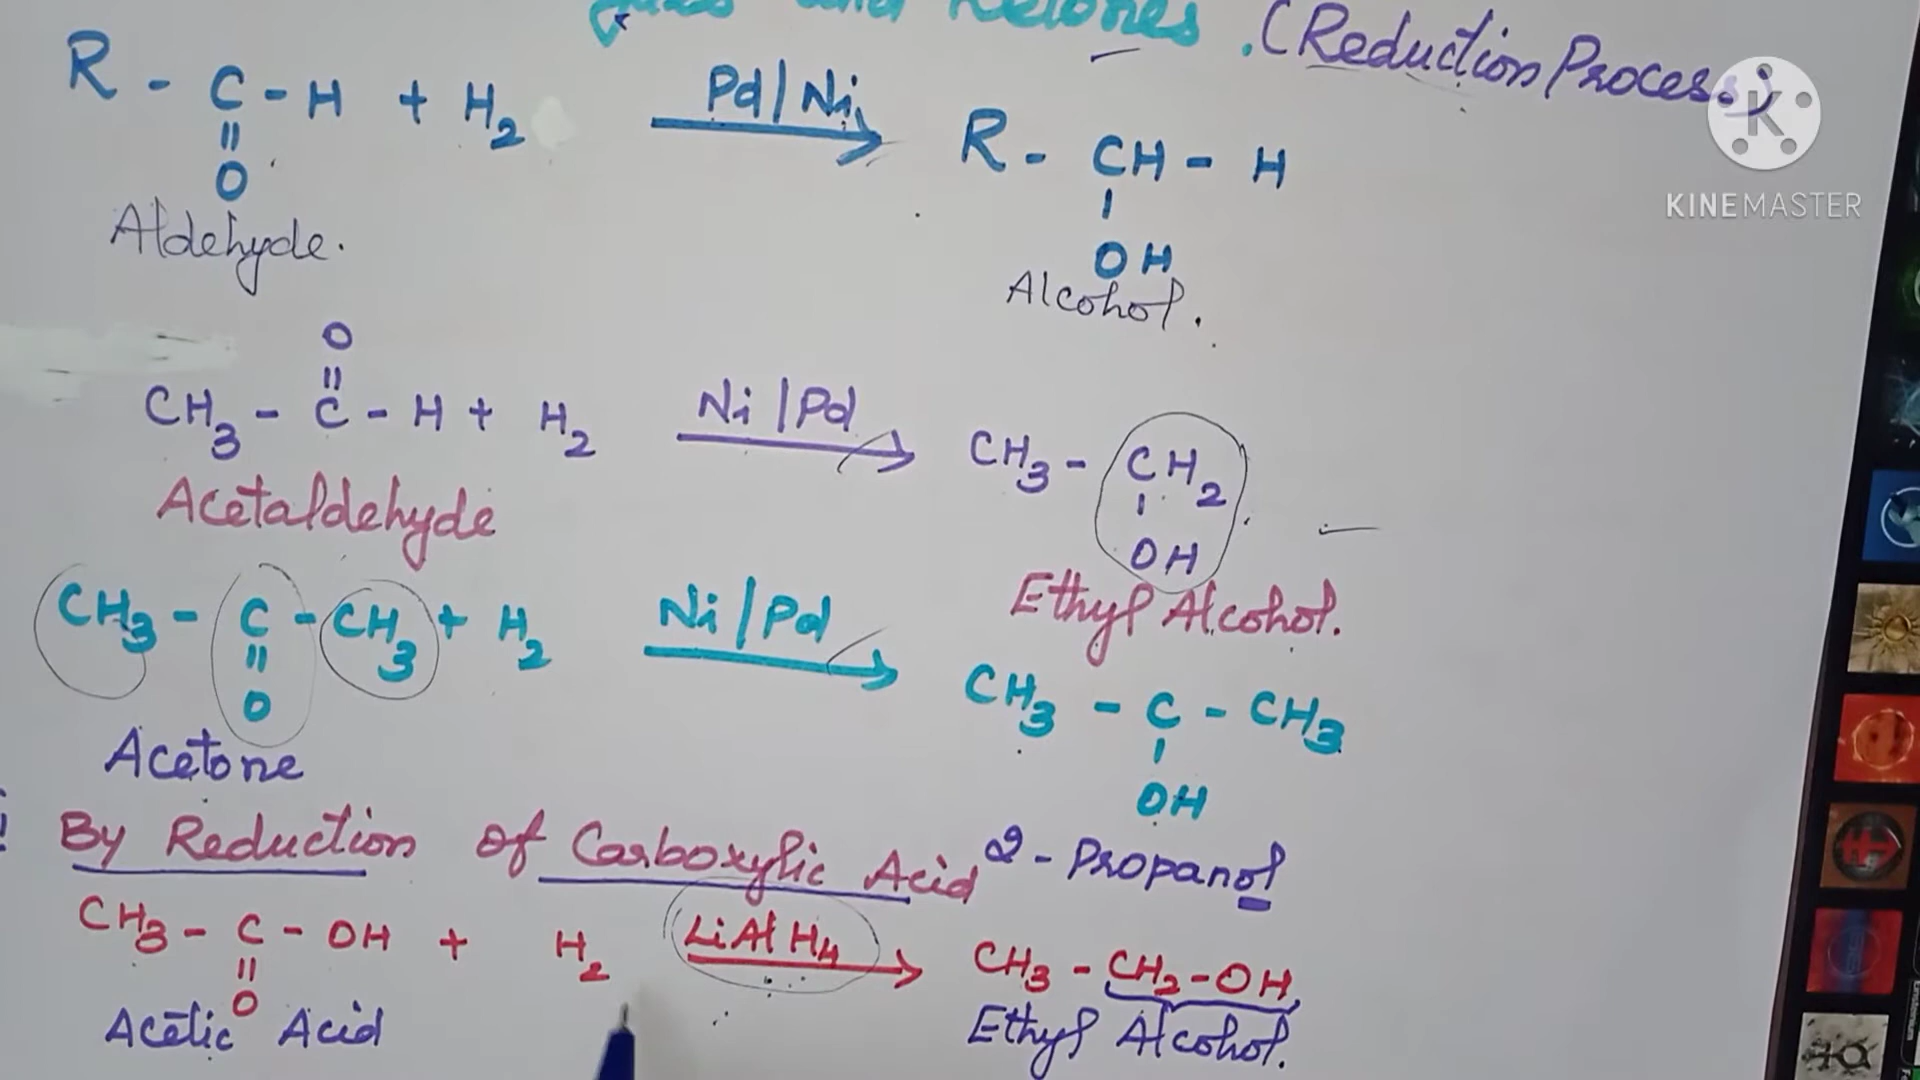 and Ketones. (Reduction Process)
R - C - H + H2 Pd/Ni R - CH - H
=
O OH
Aldehyde. Alcohol.
KINEMASTER
O
=
CH3 - C - H + H2 Ni/Pd CH3 - CH2
OH
Acetaldehyde Ethyl Alcohol.
CH3 - C - CH3 + H2 Ni/Pd CH3 - C - CH3
=
O OH
Acetone 2-Propanol
By Reduction of Carboxylic Acid
CH3 - C - OH + H2 LiAlH4 CH3 - CH2 - OH
=
O
Acetic Acid Ethyl Alcohol.